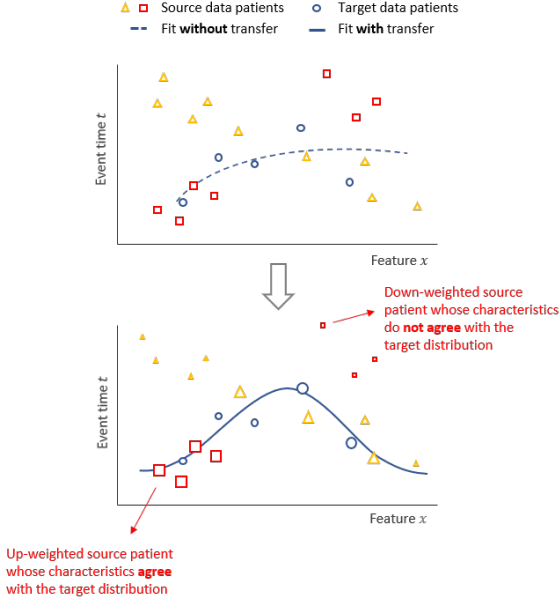 Source data patients
Target data patients
Fit without transfer
Fit with transfer
Event time t
Feature x
Down-weighted source
patient whose characteristics
do not agree with the
target distribution
Event time t
Feature x
Up-weighted source patient
whose characteristics agree
with the target distribution